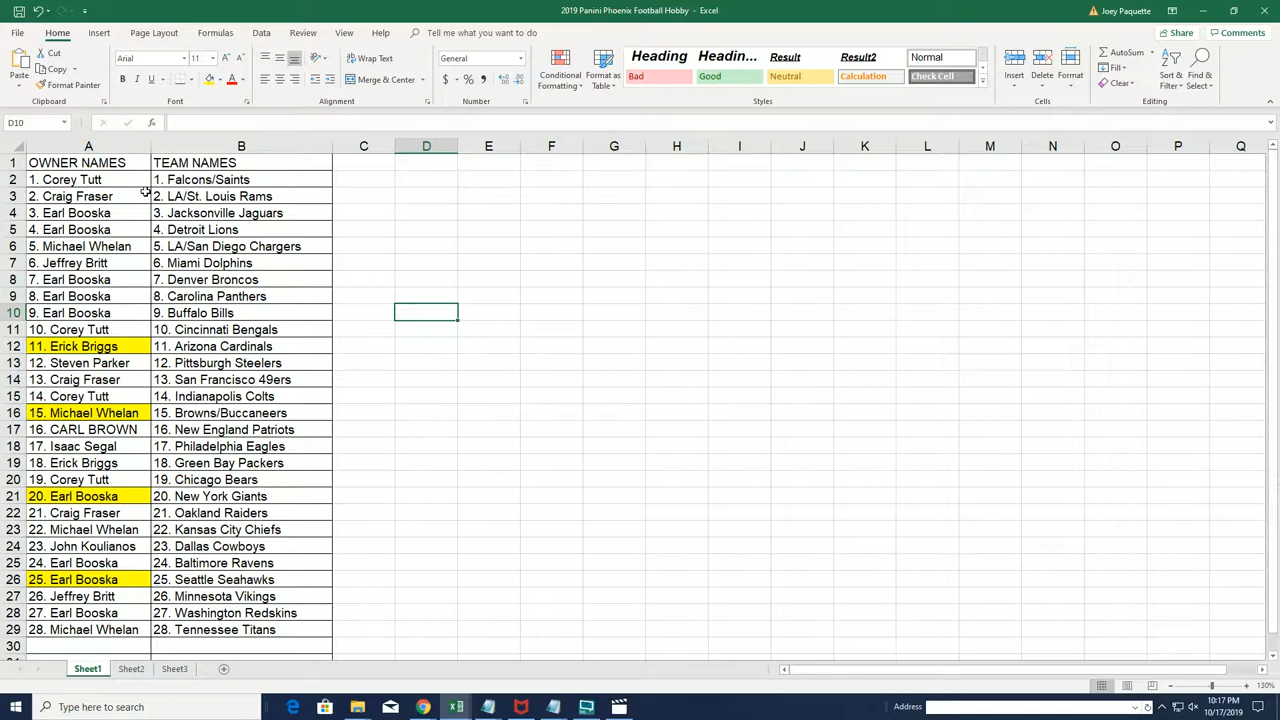 2019 Panini Phoenix Football Hobby - Excel
Joey Paquette
File Home Insert Page Layout Formulas Data Review View Help Tell me what you want to do
Share Comments
Paste Cut Copy Format Painter Clipboard
Arial 11 B I U Font
Wrap Text Merge & Center Alignment
General $ % , Number
Conditional Formatting Format as Table
Heading Headin... Result Result2 Normal
Bad Good Neutral Calculation Check Cell
Styles
Insert Delete Format Cells
AutoSum Fill Clear Sort & Filter Find & Select Editing
D10 fx
A B C D E F G H I J K L M N O P Q
1 OWNER NAMES TEAM NAMES
2 1. Corey Tutt 1. Falcons/Saints
3 2. Craig Fraser 2. LA/St. Louis Rams
4 3. Earl Booska 3. Jacksonville Jaguars
5 4. Earl Booska 4. Detroit Lions
6 5. Michael Whelan 5. LA/San Diego Chargers
7 6. Jeffrey Britt 6. Miami Dolphins
8 7. Earl Booska 7. Denver Broncos
9 8. Earl Booska 8. Carolina Panthers
10 9. Earl Booska 9. Buffalo Bills
11 10. Corey Tutt 10. Cincinnati Bengals
12 11. Erick Briggs 11. Arizona Cardinals
13 12. Steven Parker 12. Pittsburgh Steelers
14 13. Craig Fraser 13. San Francisco 49ers
15 14. Corey Tutt 14. Indianapolis Colts
16 15. Michael Whelan 15. Browns/Buccaneers
17 16. CARL BROWN 16. New England Patriots
18 17. Isaac Segal 17. Philadelphia Eagles
19 18. Erick Briggs 18. Green Bay Packers
20 19. Corey Tutt 19. Chicago Bears
21 20. Earl Booska 20. New York Giants
22 21. Craig Fraser 21. Oakland Raiders
23 22. Michael Whelan 22. Kansas City Chiefs
24 23. John Koulianos 23. Dallas Cowboys
25 24. Earl Booska 24. Baltimore Ravens
26 25. Earl Booska 25. Seattle Seahawks
27 26. Jeffrey Britt 26. Minnesota Vikings
28 27. Earl Booska 27. Washington Redskins
29 28. Michael Whelan 28. Tennessee Titans
30
Sheet1 Sheet2 Sheet3
130%
Type here to search
Address
10:17 PM
10/17/2019